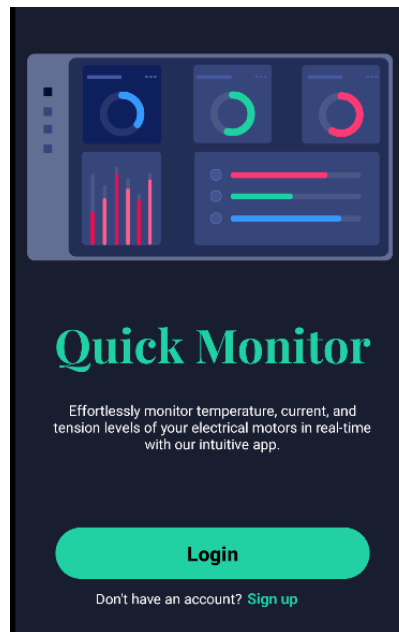 Quick Monitor
Effortlessly monitor temperature, current, and
tension levels of your electrical motors in real-time
with our intuitive app.
Login
Don't have an account? Sign up